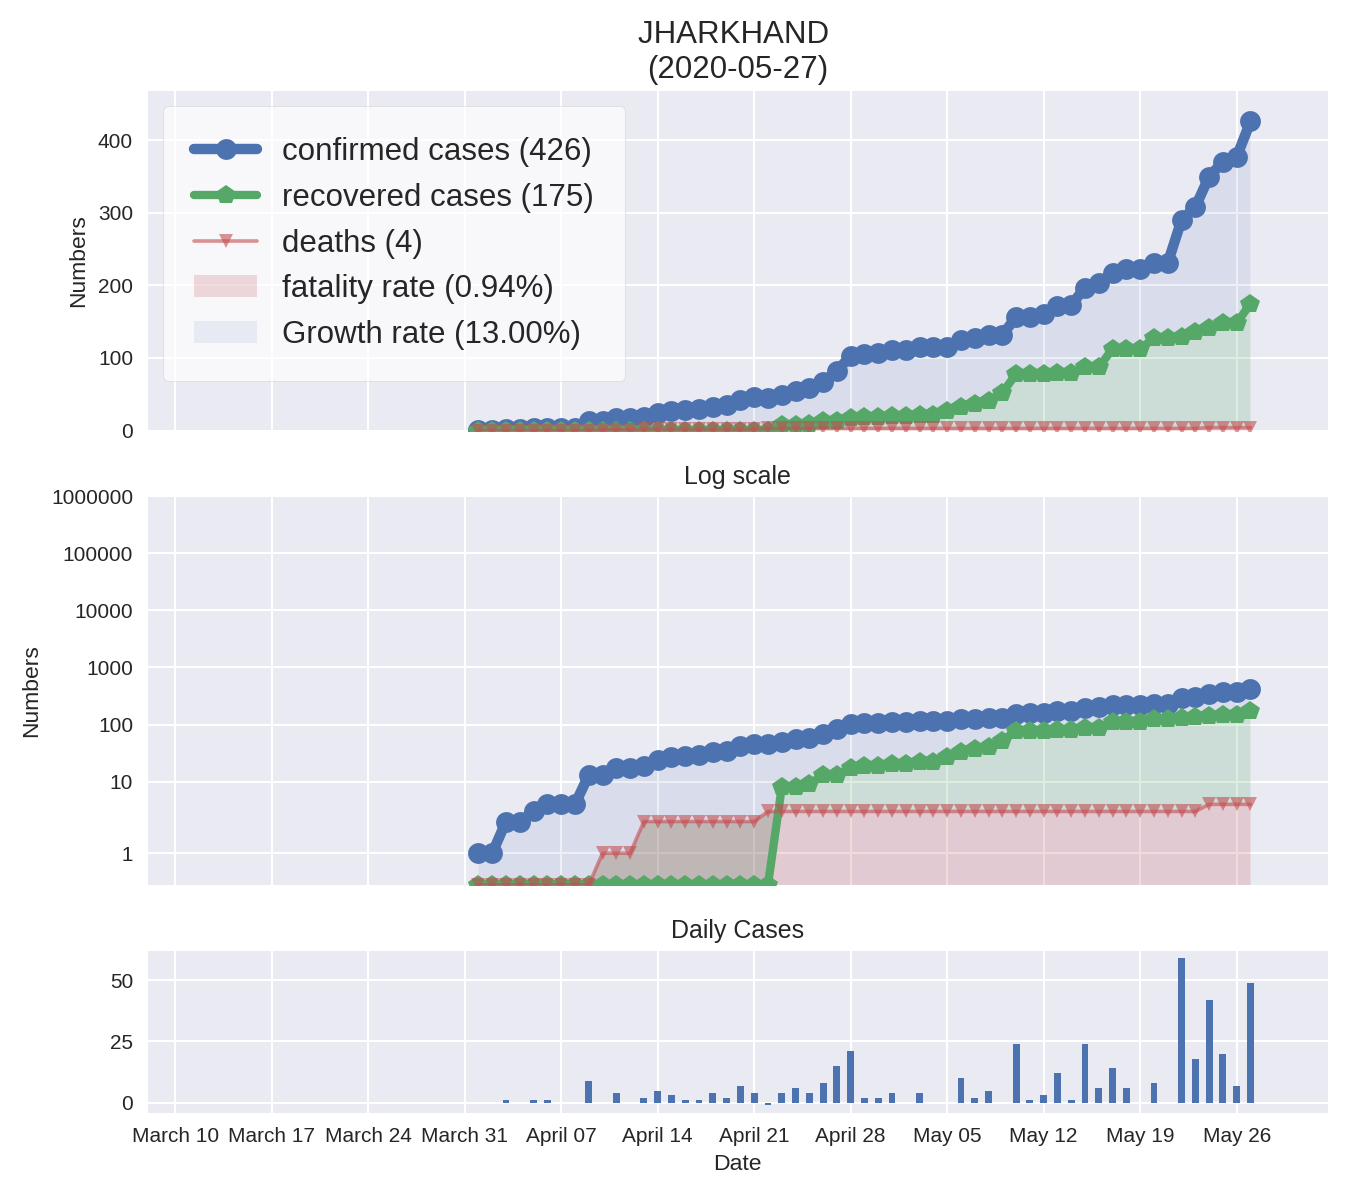 JHARKHAND
(2020-05-27)
confirmed cases (426)
recovered cases (175)
deaths (4)
fatality rate (0.94%)
Growth rate (13.00%)
Numbers
400
300
200
100
0
Log scale
Numbers
1000000
100000
10000
1000
100
10
1
Daily Cases
50
25
0
March 10 March 17 March 24 March 31 April 07 April 14 April 21 April 28 May 05 May 12 May 19 May 26
Date